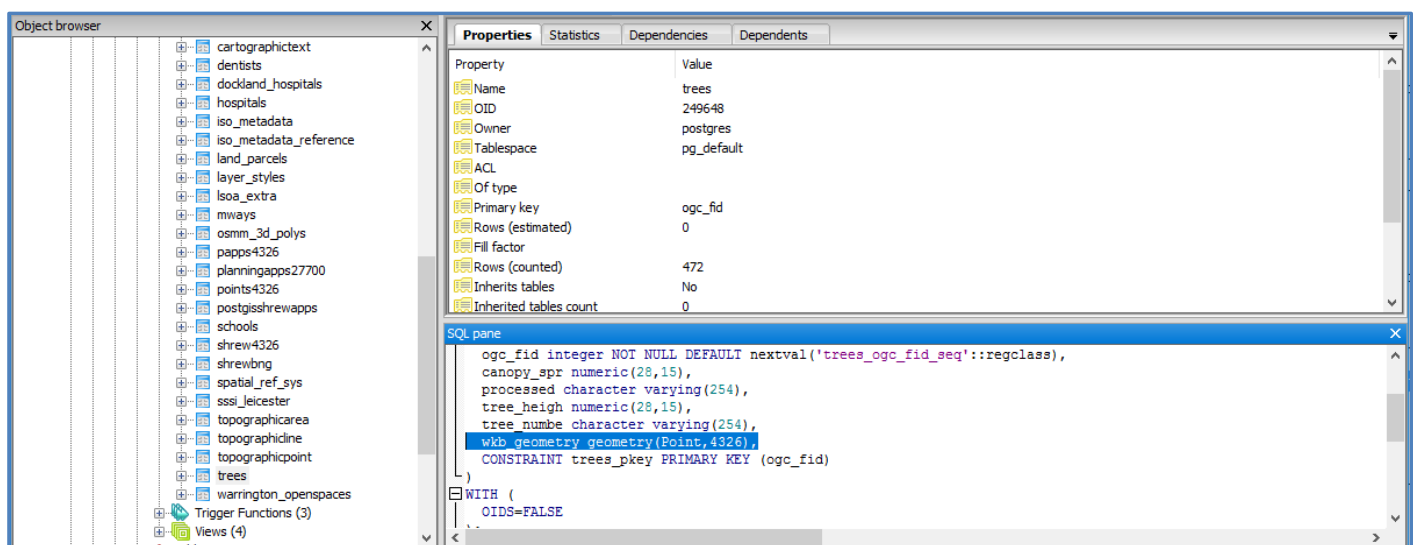 Object browser
cartographictext
dentists
dockland_hospitals
hospitals
iso_metadata
iso_metadata_reference
land_parcels
layer_styles
lsoa_extra
mways
osmm_3d_polys
papps4326
planningapps27700
points4326
postgisshrewapps
schools
shrew4326
shrewbng
spatial_ref_sys
sssi_leicester
topographicarea
topographicline
topographicpoint
trees
warrington_openspaces
Trigger Functions (3)
Views (4)
Properties Statistics Dependencies Dependents
Property Value
Name trees
OID 249648
Owner postgres
Tablespace pg_default
ACL
Of type
Primary key ogc_fid
Rows (estimated) 0
Fill factor
Rows (counted) 472
Inherits tables No
Inherited tables count 0
SQL pane
ogc_fid integer NOT NULL DEFAULT nextval('trees_ogc_fid_seq'::regclass),
canopy_spr numeric(28,15),
processed character varying(254),
tree_heigh numeric(28,15),
tree_numbe character varying(254),
wkb_geometry geometry(Point,4326),
CONSTRAINT trees_pkey PRIMARY KEY (ogc_fid)
)
WITH (
OIDS=FALSE